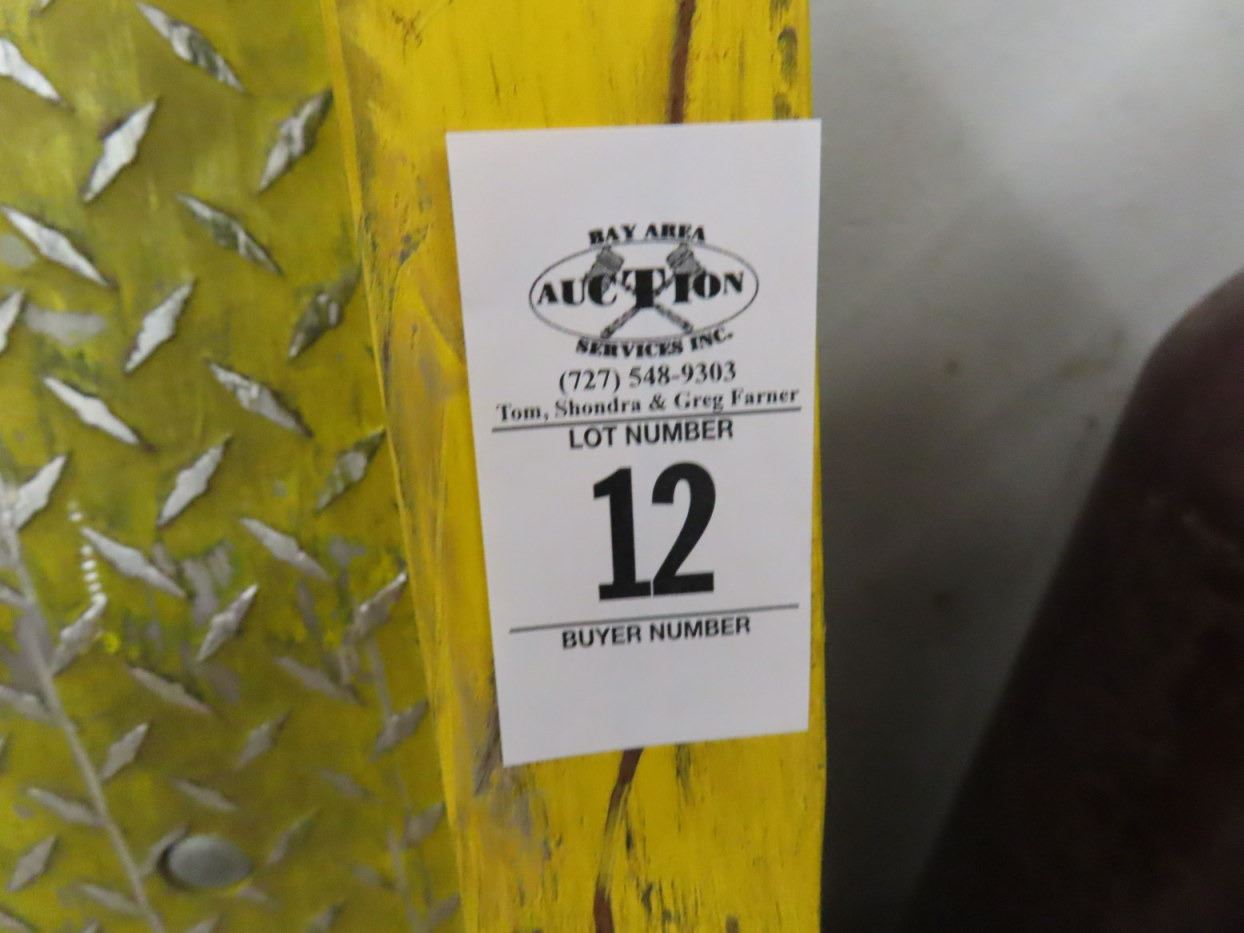 BAY AREA
AUCTION
SERVICES INC.
(727) 548-9303
Tom, Shondra & Greg Farner
LOT NUMBER
12
BUYER NUMBER